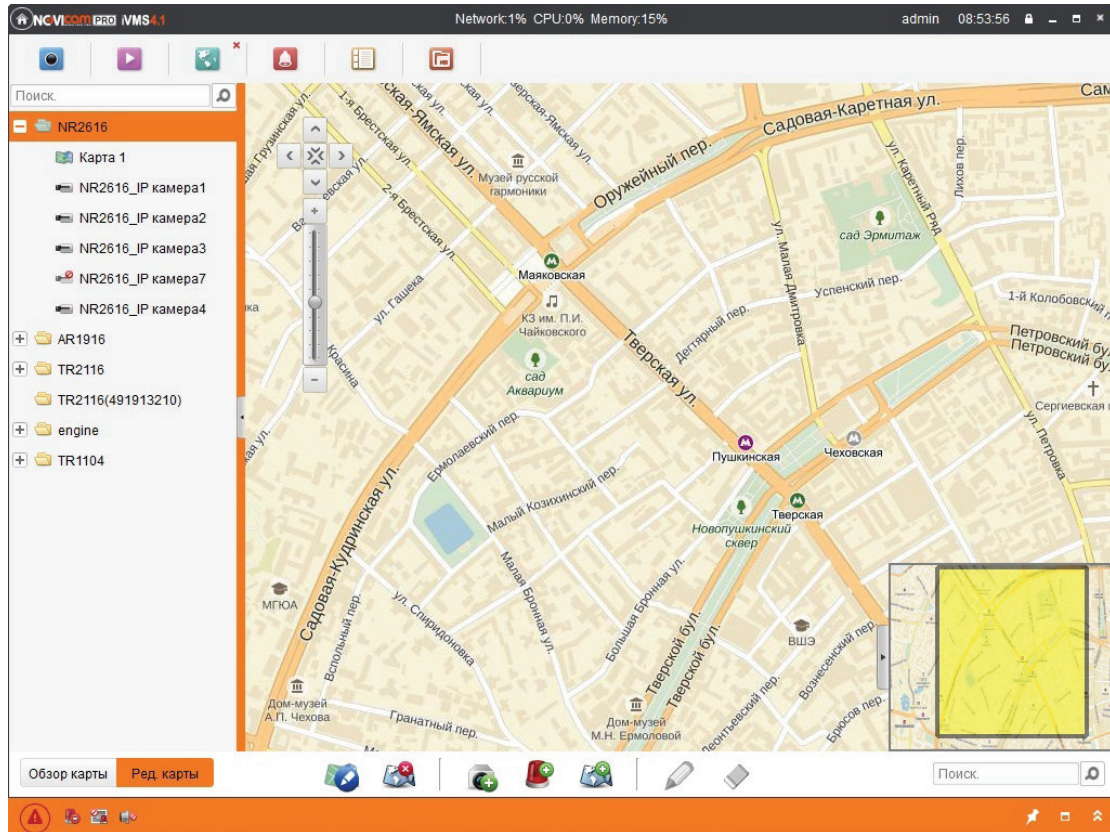 NOVIcam PRO iVMS4.1
Network:1% CPU:0% Memory:15%
admin 08:53:56
Поиск.
NR2616
Карта 1
NR2616_IP камера1
NR2616_IP камера2
NR2616_IP камера3
NR2616_IP камера7
NR2616_IP камера4
AR1916
TR2116
TR2116(491913210)
engine
TR1104
Садовая-Каретная ул.
Оружейный пер.
ул. Каретный Ряд
Лихов пер.
1-я Брестская ул.
2-я Брестская ул.
Музей русской
гармоники
сад Эрмитаж
Маяковская
ул. Гашека
КЗ им. П.И.
Чайковского
ул. Малая Дмитровка
Успенский пер.
1-й Колобовский
Дегтярный пер.
Тверская ул.
Петровский бул.
Петровский бул.
Красина
сад
Аквариум
Сергиевская
ул. Петровка
Ермолаевский пер.
Пушкинская
Чеховская
Малый Козихинский пер.
Тверская
Новопушкинский
сквер
Садовая-Кудринская ул.
МГЮА
Малая Бронная ул.
Большая Бронная ул.
ул. Спиридоновка
Вспольный пер.
ВШЭ
Вознесенский пер.
Тверской бул.
Тверской бул.
Дом-музей
А.П. Чехова
Гранатный пер.
Дом-музей
М.Н. Ермоловой
Леонтьевский пер.
Брюсов пер.
Обзор карты
Ред. карты
Поиск.